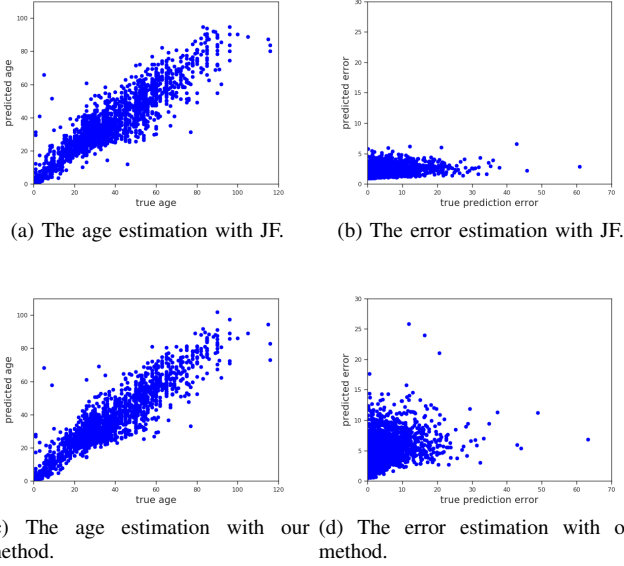 100
80
60
40
20
0
predicted age
0 20 40 60 80 100 120
true age
(a) The age estimation with JF.
30
25
20
15
10
5
0
predicted error
0 10 20 30 40 50 60 70
true prediction error
(b) The error estimation with JF.
100
80
60
40
20
0
predicted age
0 20 40 60 80 100 120
true age
) The age estimation with our
ethod.
30
25
20
15
10
5
0
predicted error
0 10 20 30 40 50 60 70
true prediction error
(d) The error estimation with o
method.